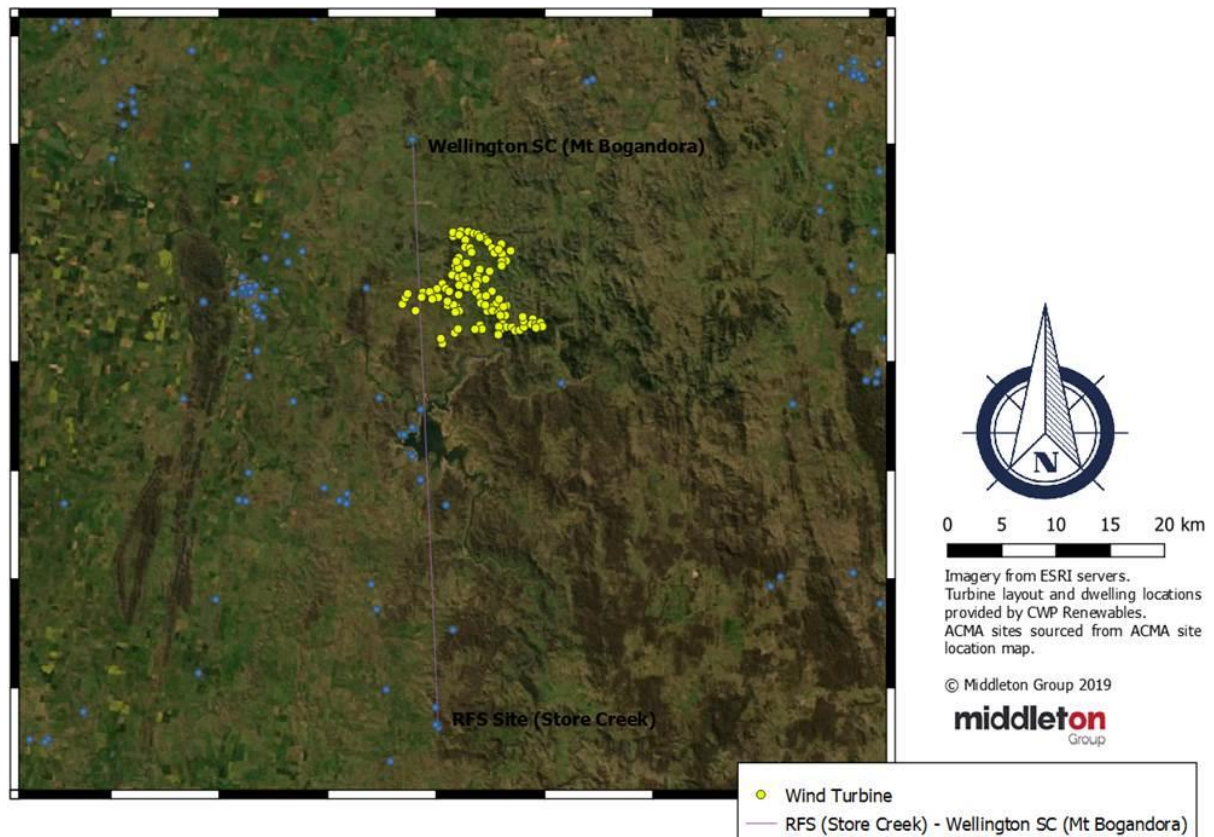 Wellington SC (Mt Bogandora)
RFS Site (Store Creek)
N
0 5 10 15 20 km
Imagery from ESRI servers.
Turbine layout and dwelling locations
provided by CWP Renewables.
ACMA sites sourced from ACMA site
location map.
© Middleton Group 2019
middleton
Group
Wind Turbine
RFS (Store Creek) - Wellington SC (Mt Bogandora)